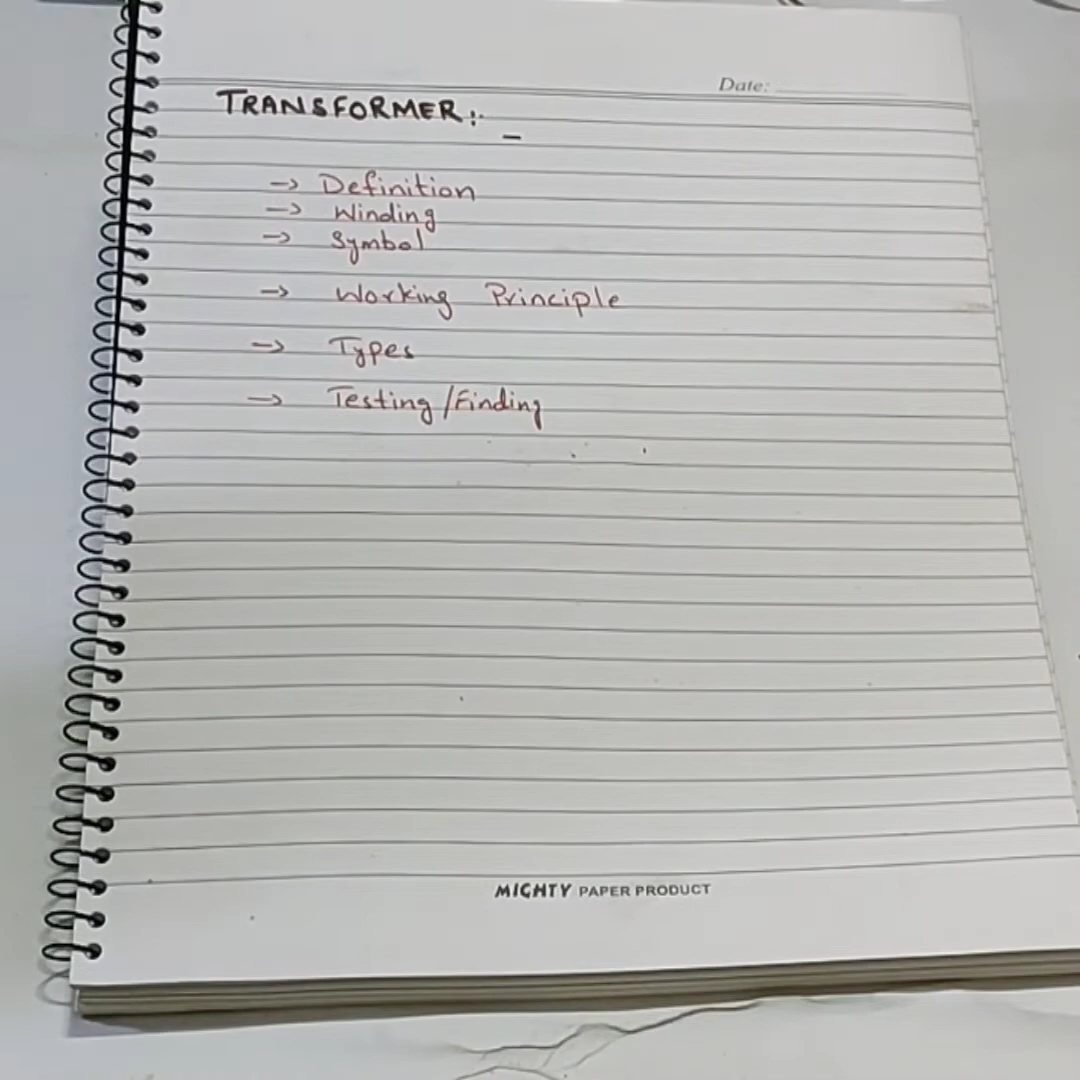 Date:
TRANSFORMER:-
→ Definition
→ Winding
→ Symbol
→ Working Principle
→ Types
→ Testing/Finding
MIGHTY PAPER PRODUCT